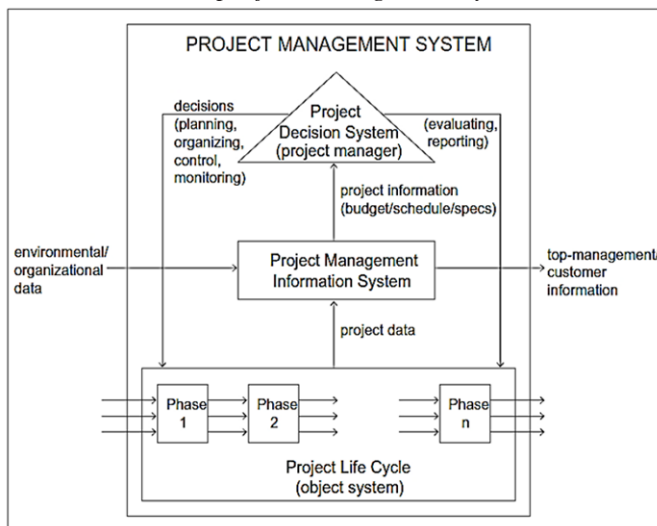 PROJECT MANAGEMENT SYSTEM
decisions
(planning,
organizing,
control,
monitoring)
Project
Decision System
(project manager)
(evaluating,
reporting)
project information
(budget/schedule/specs)
environmental/
organizational
data
Project Management
Information System
top-management/
customer
information
project data
Phase
1
Phase
2
Phase
n
Project Life Cycle
(object system)